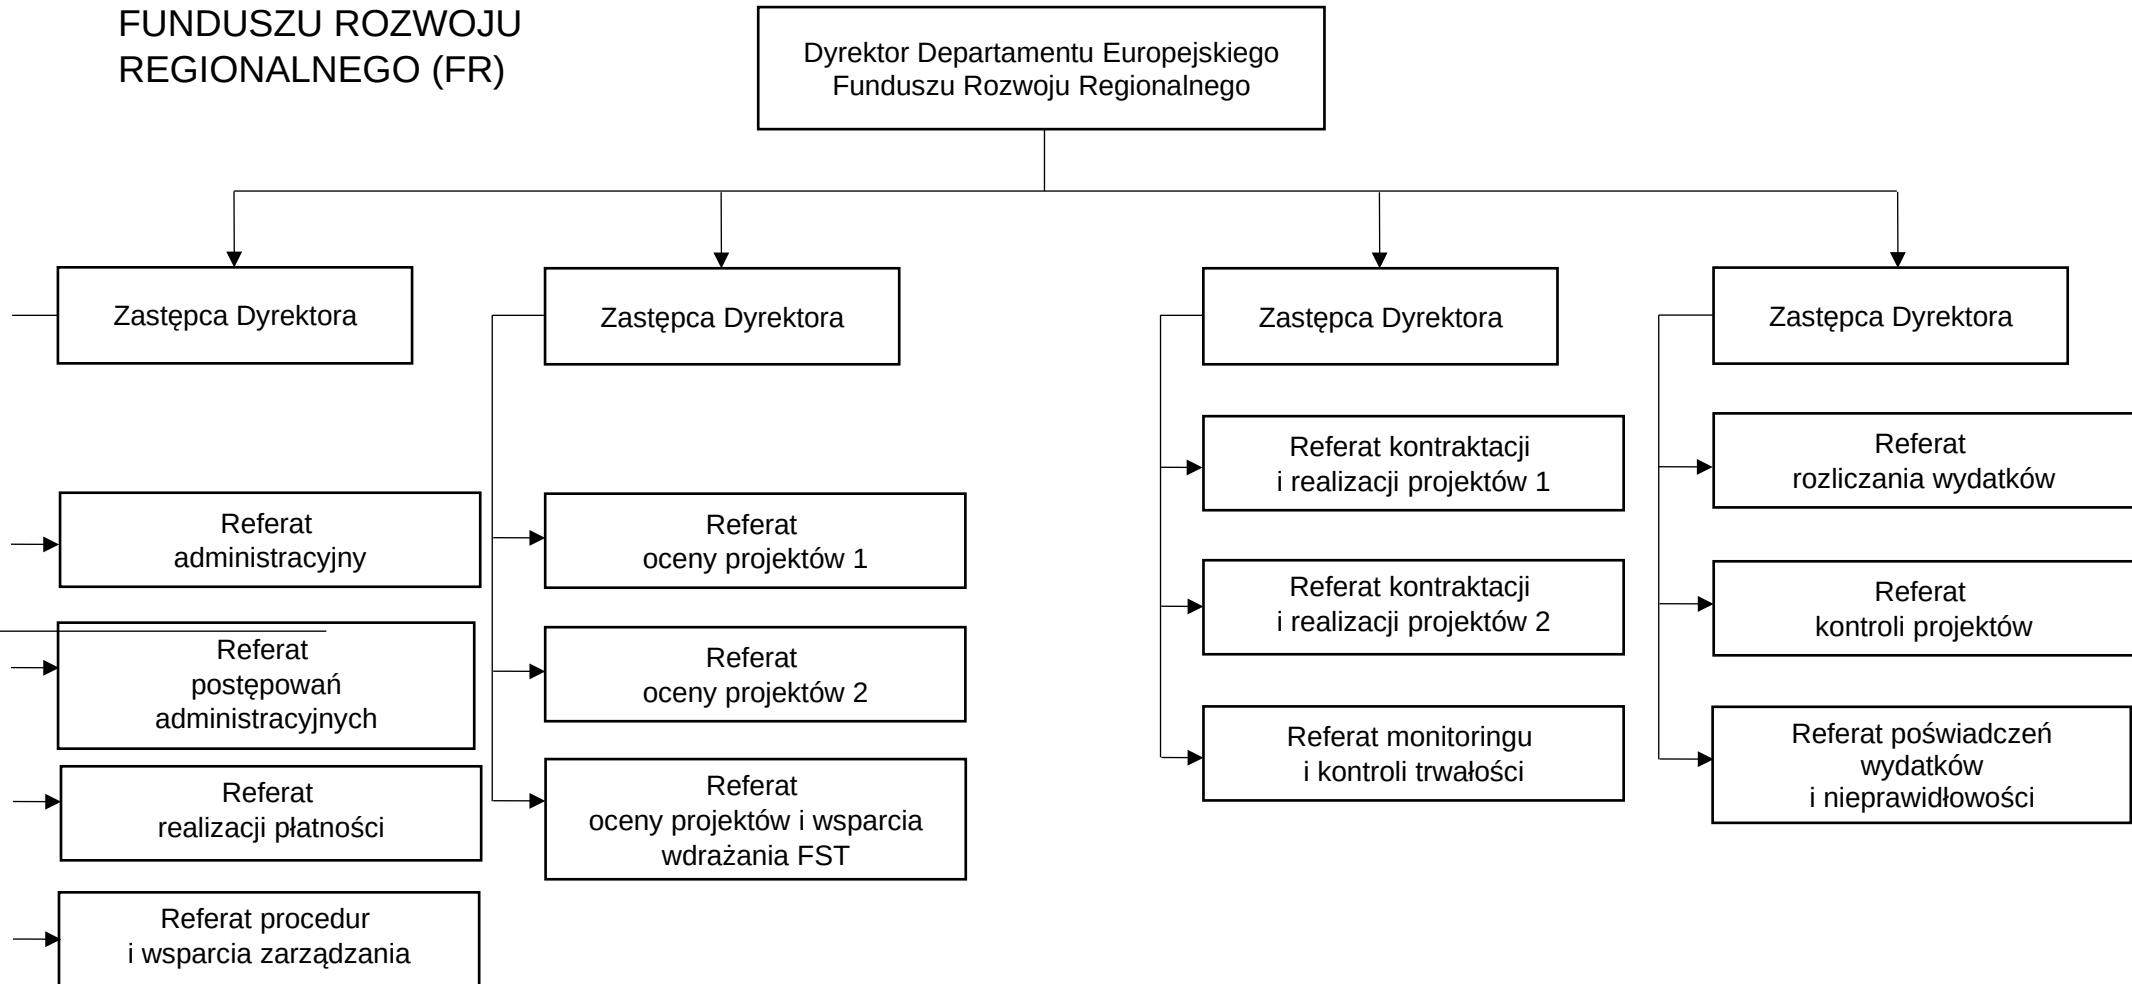 FUNDUSZU ROZWOJU
REGIONALNEGO (FR)
Dyrektor Departamentu Europejskiego
Funduszu Rozwoju Regionalnego
Zastępca Dyrektora
Zastępca Dyrektora
Zastępca Dyrektora
Zastępca Dyrektora
Referat
administracyjny
Referat
postępowań
administracyjnych
Referat
realizacji płatności
Referat procedur
i wsparcia zarządzania
Referat
oceny projektów 1
Referat
oceny projektów 2
Referat
oceny projektów i wsparcia
wdrażania FST
Referat kontraktacji
i realizacji projektów 1
Referat kontraktacji
i realizacji projektów 2
Referat monitoringu
i kontroli trwałości
Referat
rozliczania wydatków
Referat
kontroli projektów
Referat poświadczeń
wydatków
i nieprawidłowości